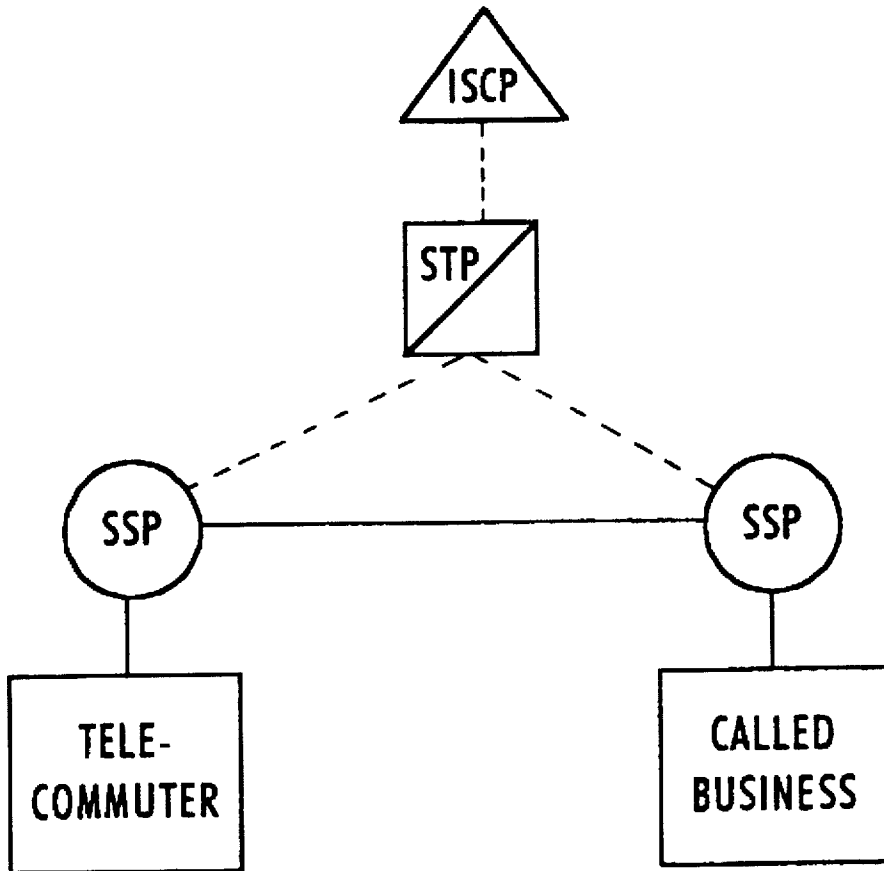 ISCP
STP
SSP
SSP
TELE-
COMMUTER
CALLED
BUSINESS